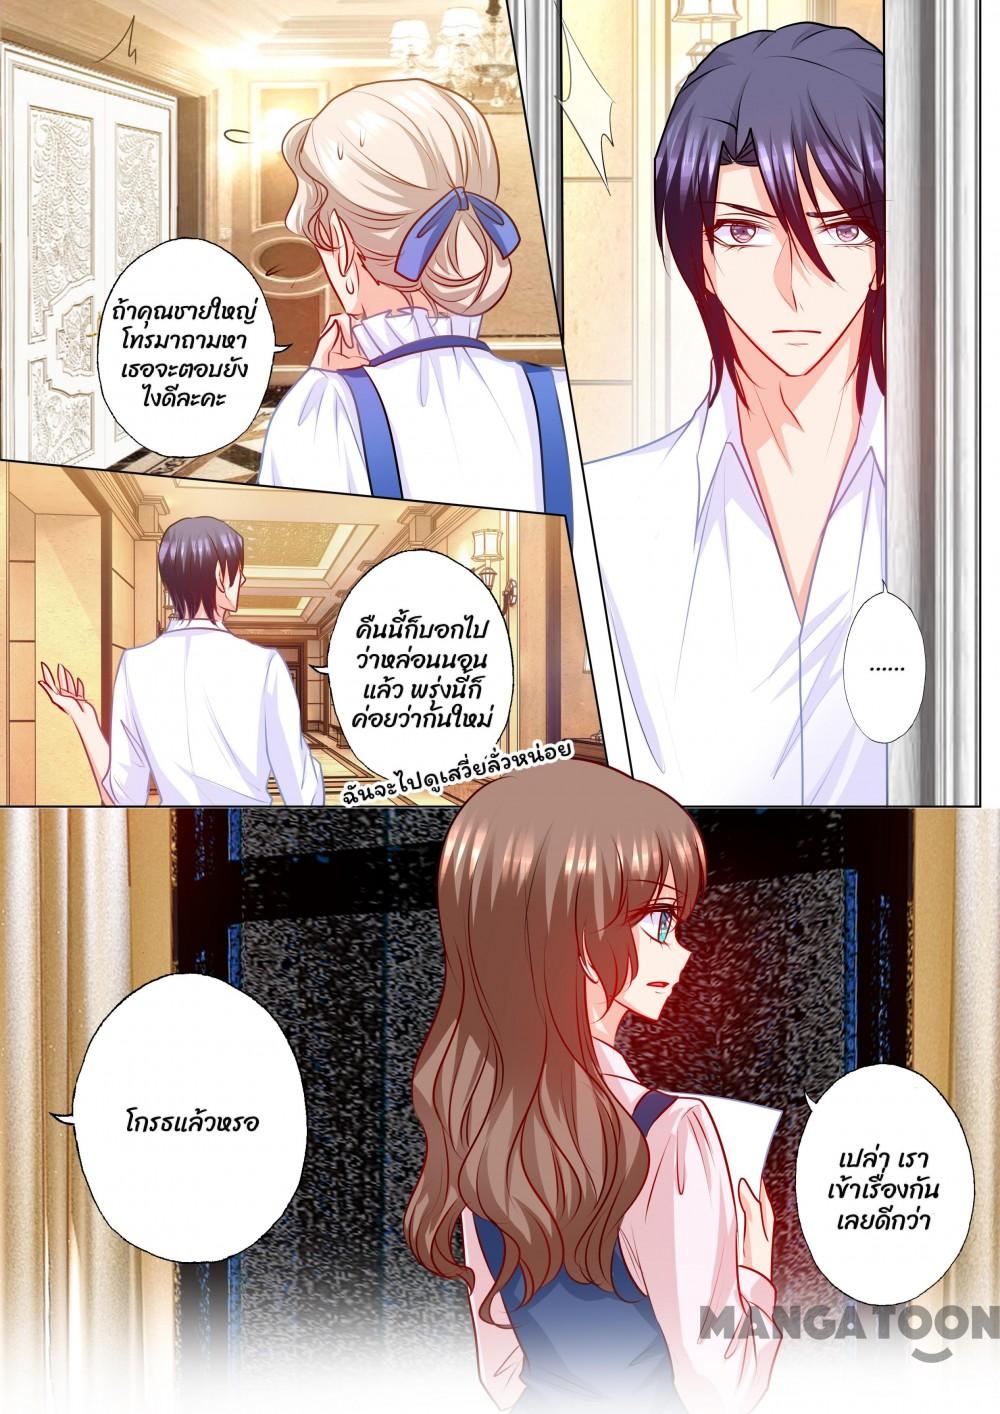 ถ้าคุณชายใหญ่
โทรมาถามหา
เธอจะตอบยัง
ไงดีละคะ
......
คืนนี้ก็บอกไป
ว่าหล่อนนอน
แล้ว พรุ่งนี้ก็
ค่อยว่ากันใหม่
ฉันจะไปดูเสวี่ยลั่วหน่อย
โกรธแล้วหรอ
เปล่า เรา
เข้าเรื่องกัน
เลยดีกว่า
MANGATOON